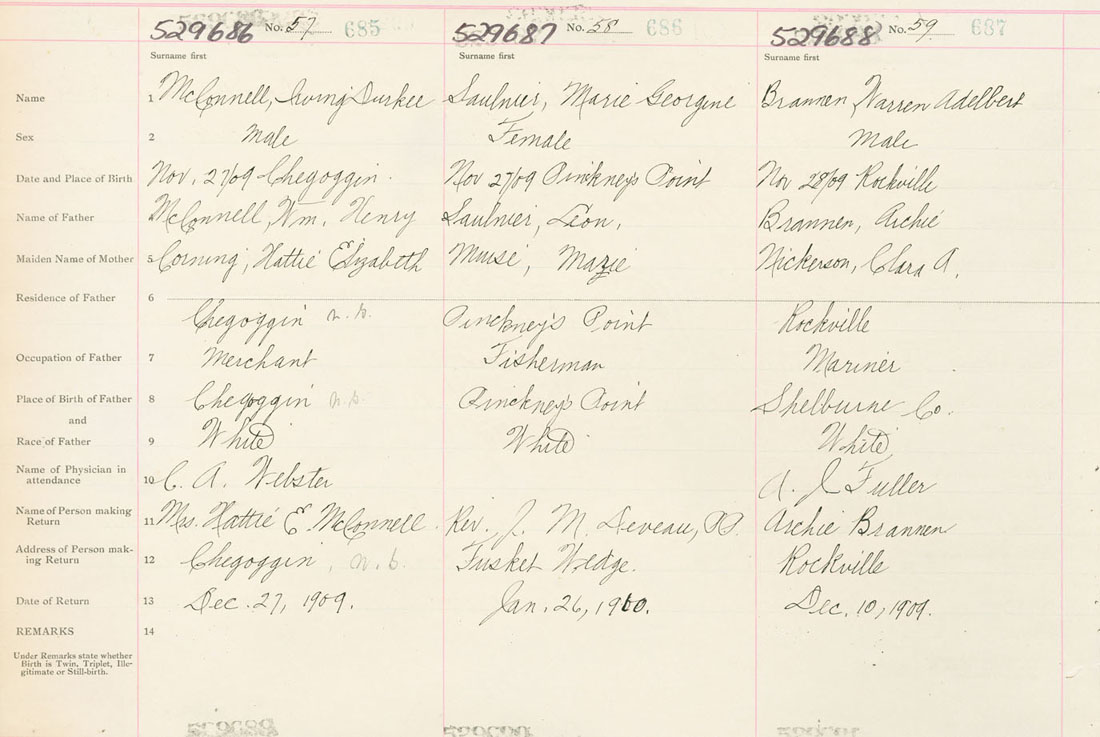 529686 No. 57 685 529687 No. 58 686 529688 No. 59 687
Surname first Surname first Surname first
Name 1 McConnell, Irving Durkee Saulnier, Marie Georgine Brannen, Warren Adelbert
Sex 2 Male Female Male
Date and Place of Birth Nov. 27/09 Chegoggin. Nov 27/09 Pinckney's Point Nov 28/09 Rockville
Name of Father McConnell, Wm. Henry Saulnier, Léon, Brannen, Archie
Maiden Name of Mother 5 Corning, Hattie Elizabeth Muise, Mazie Nickerson, Clara A.
Residence of Father 6
Chegoggin n.b. Pinckney's Point Rockville
Occupation of Father 7 Merchant Fisherman Mariner
Place of Birth of Father 8 Chegoggin n.b. Pinckney's Point Shelburne Co.
and
Race of Father 9 White White White
Name of Physician in
attendance 10 C. A. Webster A. J Fuller
Name of Person making
Return 11 Mrs. Hattie E McConnell. Rev. J. M. Deveau, P.P. Archie Brannen
Address of Person mak-
ing Return 12 Chegoggin, n.b. Tusket Wedge. Rockville
Date of Return 13 Dec. 27, 1909. Jan. 26, 1910. Dec. 10, 1909.
REMARKS 14
Under Remarks state whether
Birth is Twin, Triplet, Ille-
gitimate or Still-birth.